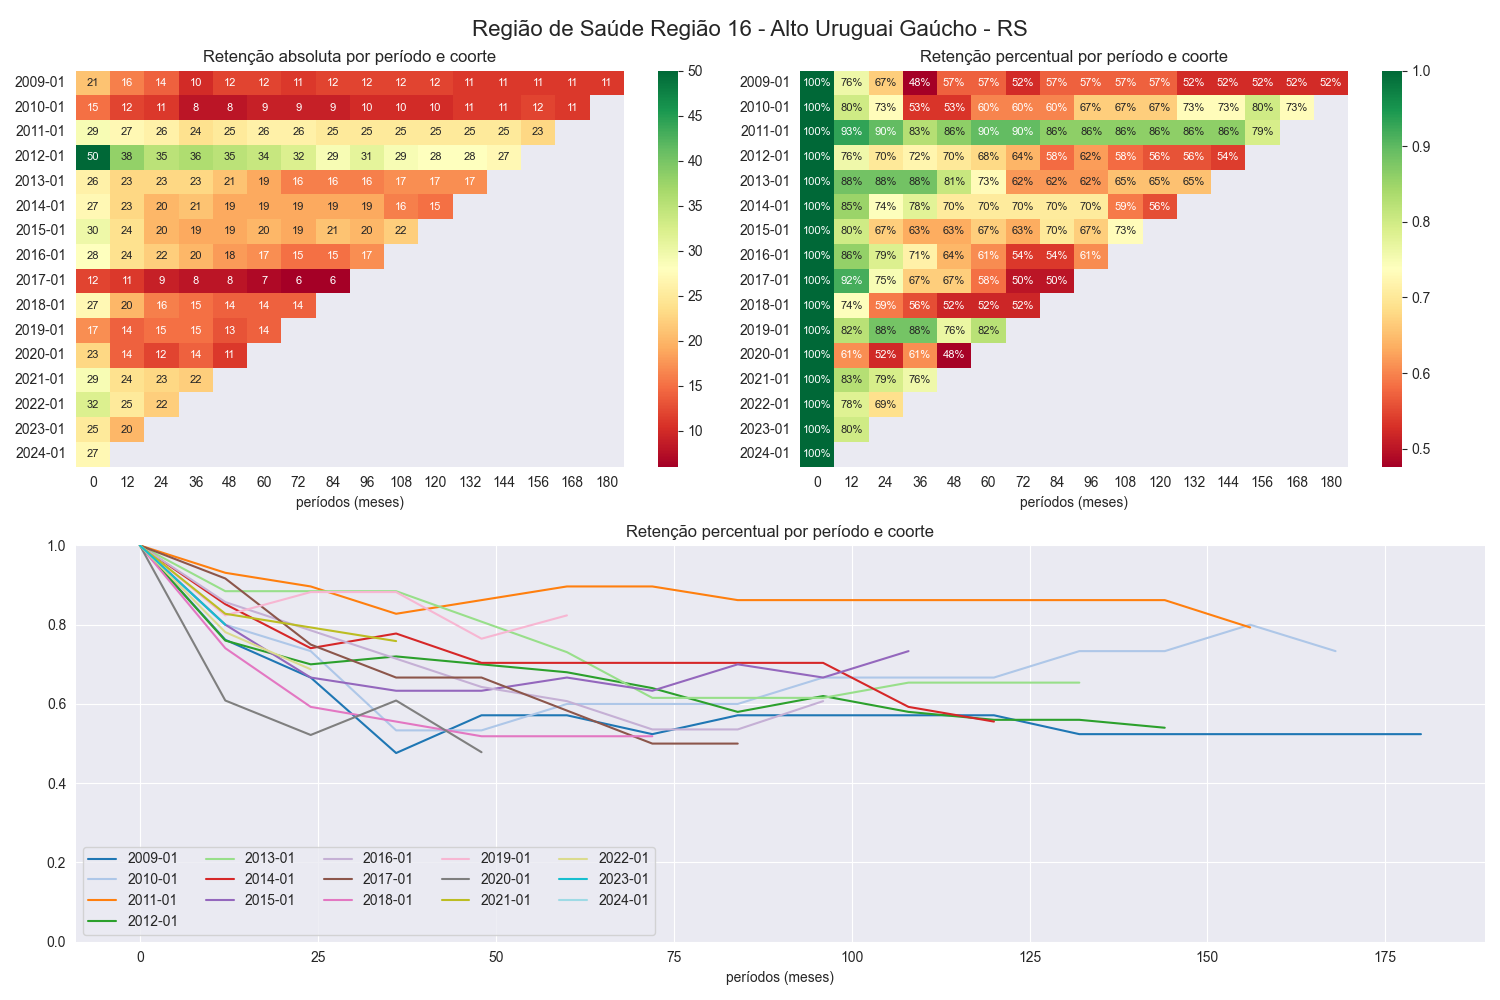 Região de Saúde Região 16 - Alto Uruguai Gaúcho - RS
Retenção absoluta por período e coorte
2009-01 21 16 14 10 12 12 11 12 12 12 12 11 11 11 11 11
2010-01 15 12 11 8 8 9 9 9 10 10 10 11 11 12 11
2011-01 29 27 26 24 25 26 26 25 25 25 25 25 25 23
2012-01 50 38 35 36 35 34 32 29 31 29 28 28 27
2013-01 26 23 23 23 21 19 16 16 16 17 17 17
2014-01 27 23 20 21 19 19 19 19 19 16 15
2015-01 30 24 20 19 19 20 19 21 20 22
2016-01 28 24 22 20 18 17 15 15 17
2017-01 12 11 9 8 8 7 6 6
2018-01 27 20 16 15 14 14 14
2019-01 17 14 15 15 13 14
2020-01 23 14 12 14 11
2021-01 29 24 23 22
2022-01 32 25 22
2023-01 25 20
2024-01 27
0 12 24 36 48 60 72 84 96 108 120 132 144 156 168 180
períodos (meses)
50
45
40
35
30
25
20
15
10
Retenção percentual por período e coorte
2009-01 100% 76% 67% 48% 57% 57% 52% 57% 57% 57% 57% 52% 52% 52% 52% 52%
2010-01 100% 80% 73% 53% 53% 60% 60% 60% 67% 67% 67% 73% 73% 80% 73%
2011-01 100% 93% 90% 83% 86% 90% 90% 86% 86% 86% 86% 86% 86% 79%
2012-01 100% 76% 70% 72% 70% 68% 64% 58% 62% 58% 56% 56% 54%
2013-01 100% 88% 88% 88% 81% 73% 62% 62% 62% 65% 65% 65%
2014-01 100% 85% 74% 78% 70% 70% 70% 70% 70% 59% 56%
2015-01 100% 80% 67% 63% 63% 67% 63% 70% 67% 73%
2016-01 100% 86% 79% 71% 64% 61% 54% 54% 61%
2017-01 100% 92% 75% 67% 67% 58% 50% 50%
2018-01 100% 74% 59% 56% 52% 52% 52%
2019-01 100% 82% 88% 88% 76% 82%
2020-01 100% 61% 52% 61% 48%
2021-01 100% 83% 79% 76%
2022-01 100% 78% 69%
2023-01 100% 80%
2024-01 100%
0 12 24 36 48 60 72 84 96 108 120 132 144 156 168 180
períodos (meses)
1.0
0.9
0.8
0.7
0.6
0.5
Retenção percentual por período e coorte
1.0
0.8
0.6
0.4
0.2
0.0
2009-01 2013-01 2016-01 2019-01 2022-01
2010-01 2014-01 2017-01 2020-01 2023-01
2011-01 2015-01 2018-01 2021-01 2024-01
2012-01
0 25 50 75 100 125 150 175
períodos (meses)